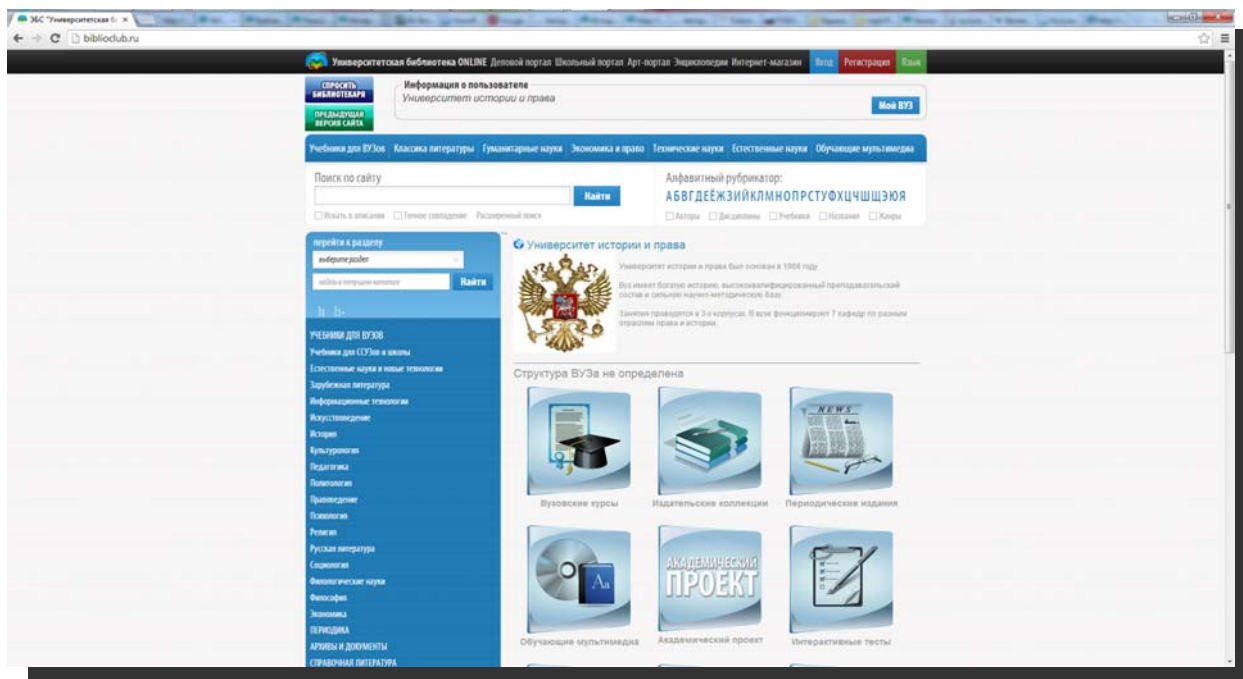 ЭБС "Университетская б
biblioclub.ru
Университетская библиотека ONLINE Деловой портал Школьный портал Арт-портал Энциклопедии Интернет-магазин Вход Регистрация Язык
СПРОСИТЬ БИБЛИОТЕКАРЯ
ПРЕДЫДУЩАЯ ВЕРСИЯ САЙТА
Информация о пользователе
Университет истории и права
Мой ВУЗ
Учебники для ВУЗов Классика литературы Гуманитарные науки Экономика и право Технические науки Естественные науки Обучающие мультимедиа
Поиск по сайту
Найти
Искать в описании Точное совпадение Расширенный поиск
Алфавитный рубрикатор:
А Б В Г Д Е Ё Ж З И Й К Л М Н О П Р С Т У Ф Х Ц Ч Ш Щ Э Ю Я
Авторы Дисциплины Учебники Названия Жанры
перейти к разделу
выберите раздел
найти в текущем каталоге Найти
УЧЕБНИКИ ДЛЯ ВУЗОВ
Учебники для ССУЗов и школы
Естественные науки и новые технологии
Зарубежная литература
Информационные технологии
Искусствоведение
История
Культурология
Педагогика
Политология
Правоведение
Психология
Религия
Русская литература
Социология
Филологические науки
Философия
Экономика
ПЕРИОДИКА
АРХИВЫ И ДОКУМЕНТЫ
СПРАВОЧНАЯ ЛИТЕРАТУРА
Университет истории и права
Университет истории и права был основан в 1988 году
Вуз имеет богатую историю, высококвалифицированный преподавательский
состав и сильную научно-методическую базу.
Занятия проводятся в 3-х корпусах. В вузе функционирует 7 кафедр по разным
отраслям права и истории.
Структура ВУЗа не определена
NEWS
Вузовские курсы
Издательские коллекции
Периодические издания
Aa
АКАДЕМИЧЕСКИЙ
ПРОЕКТ
Обучающие мультимедиа
Академический проект
Интерактивные тесты